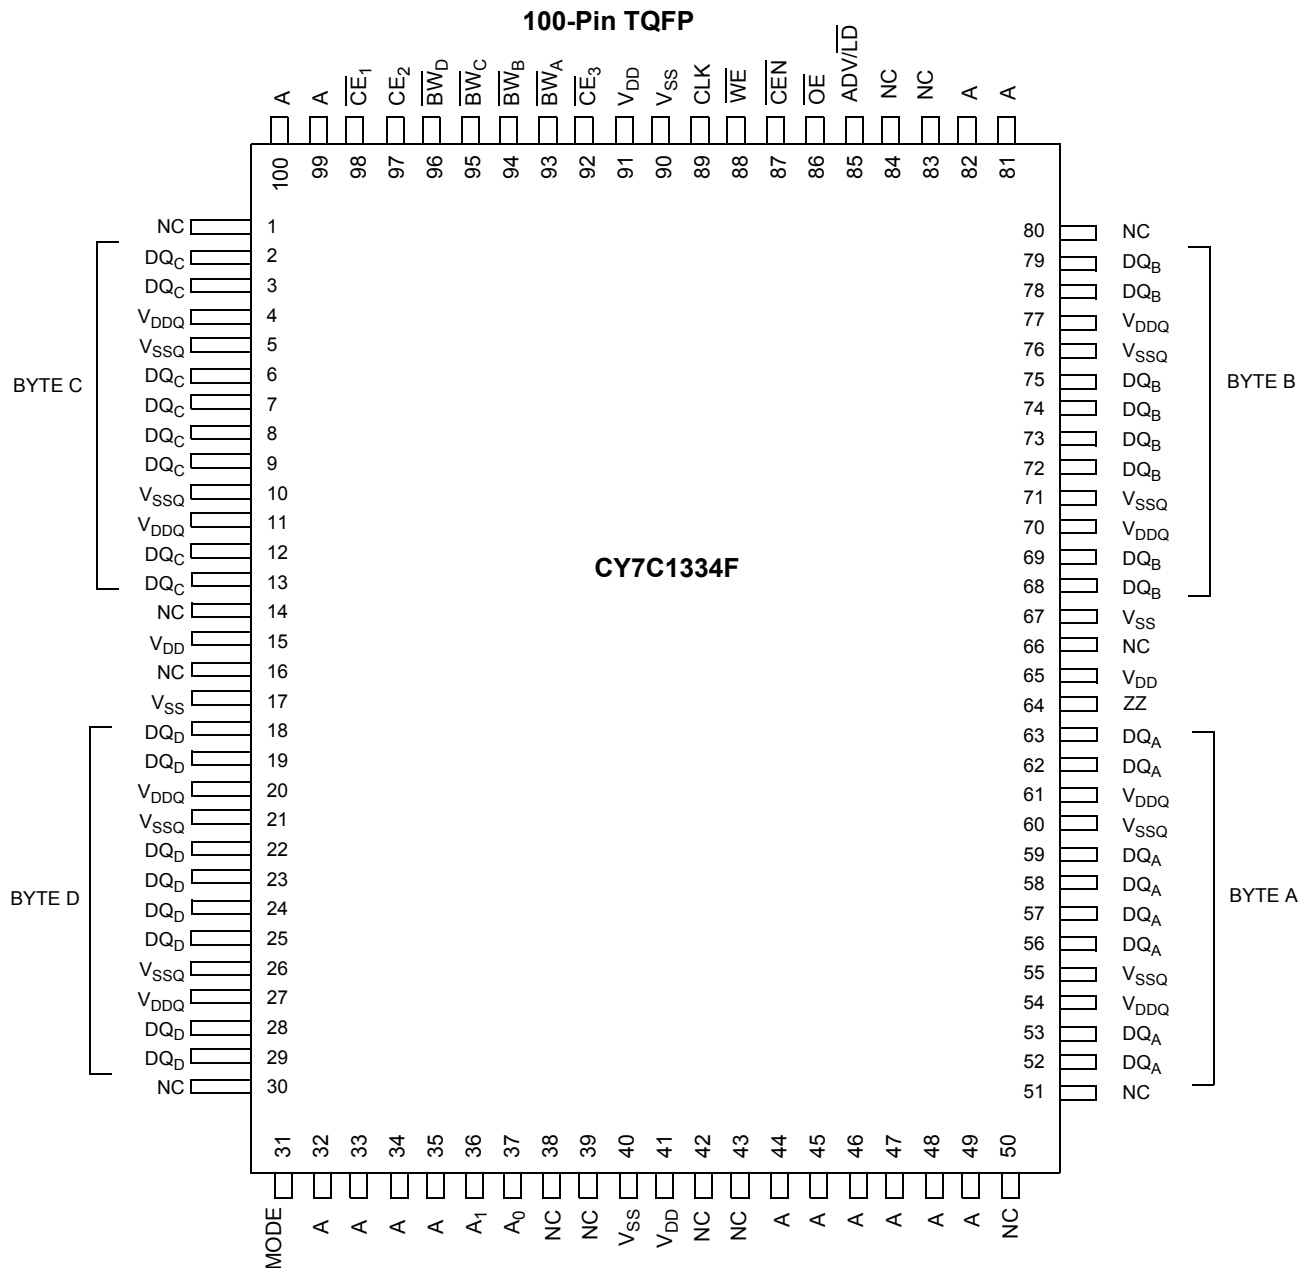 100-Pin TQFP
A A CE1 CE2 BWD BWC BWB BWA CE3 VDD VSS CLK WE CEN OE ADV/LD NC NC A A
100 99 98 97 96 95 94 93 92 91 90 89 88 87 86 85 84 83 82 81
NC 1
DQC 2
DQC 3
VDDQ 4
VSSQ 5
DQC 6
DQC 7
DQC 8
DQC 9
VSSQ 10
VDDQ 11
DQC 12
DQC 13
NC 14
VDD 15
NC 16
VSS 17
DQD 18
DQD 19
VDDQ 20
VSSQ 21
DQD 22
DQD 23
DQD 24
DQD 25
VSSQ 26
VDDQ 27
DQD 28
DQD 29
NC 30
BYTE C
BYTE D
CY7C1334F
80 NC
79 DQB
78 DQB
77 VDDQ
76 VSSQ
75 DQB
74 DQB
73 DQB
72 DQB
71 VSSQ
70 VDDQ
69 DQB
68 DQB
67 VSS
66 NC
65 VDD
64 ZZ
63 DQA
62 DQA
61 VDDQ
60 VSSQ
59 DQA
58 DQA
57 DQA
56 DQA
55 VSSQ
54 VDDQ
53 DQA
52 DQA
51 NC
BYTE B
BYTE A
31 32 33 34 35 36 37 38 39 40 41 42 43 44 45 46 47 48 49 50
MODE A A A A A1 A0 NC NC VSS VDD NC NC A A A A A A NC